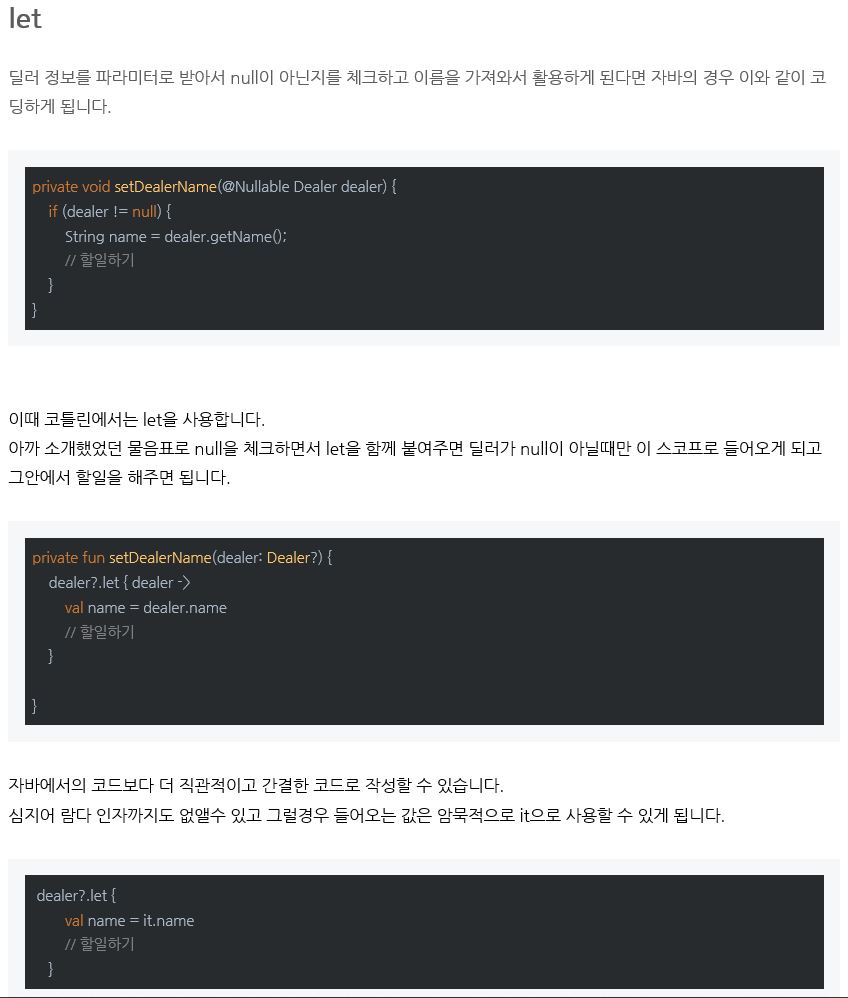 let
딜러 정보를 파라미터로 받아서 null이 아닌지를 체크하고 이름을 가져와서 활용하게 된다면 자바의 경우 이와 같이 코
딩하게 됩니다.
private void setDealerName(@Nullable Dealer dealer) {
    if (dealer != null) {
        String name = dealer.getName();
        // 할일하기
    }
}
이때 코틀린에서는 let을 사용합니다.
아까 소개했었던 물음표로 null을 체크하면서 let을 함께 붙여주면 딜러가 null이 아닐때만 이 스코프로 들어오게 되고
그안에서 할일을 해주면 됩니다.
private fun setDealerName(dealer: Dealer?) {
    dealer?.let { dealer ->
        val name = dealer.name
        // 할일하기
    }
}
자바에서의 코드보다 더 직관적이고 간결한 코드로 작성할 수 있습니다.
심지어 람다 인자까지도 없앨수 있고 그럴경우 들어오는 값은 암묵적으로 it으로 사용할 수 있게 됩니다.
dealer?.let {
        val name = it.name
        // 할일하기
    }